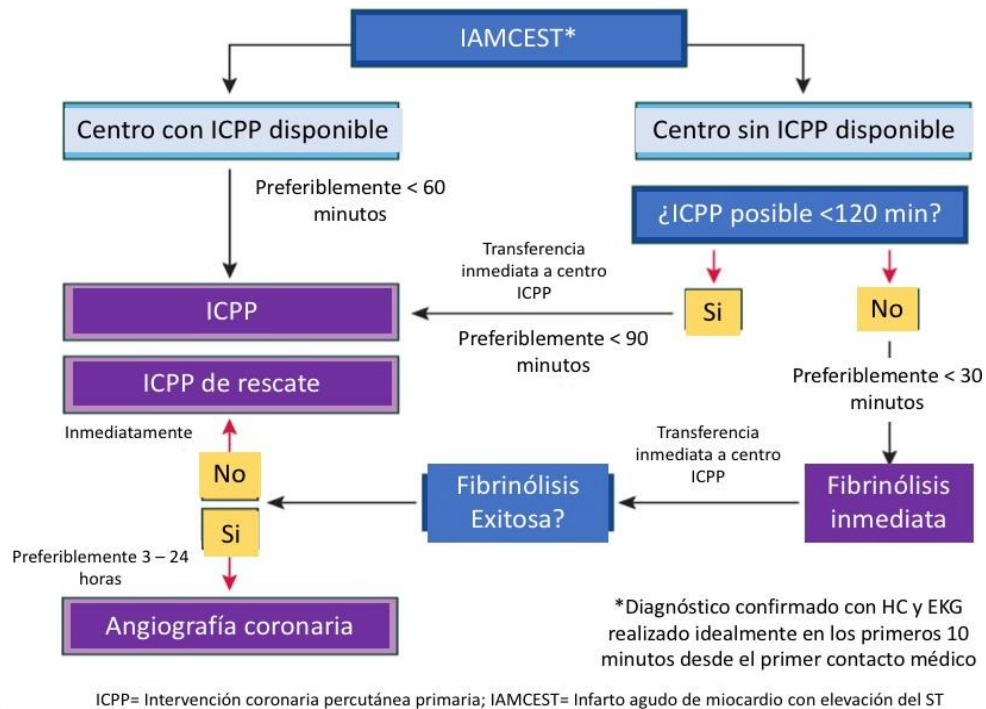 IAMCEST*
Centro con ICPP disponible
Centro sin ICPP disponible
Preferiblemente < 60
minutos
¿ICPP posible <120 min?
Transferencia
inmediata a centro
ICPP
Si
No
ICPP
Preferiblemente < 90
minutos
ICPP de rescate
Preferiblemente < 30
minutos
Inmediatamente
Transferencia
inmediata a centro
ICPP
No
Si
Fibrinólisis
Exitosa?
Fibrinólisis
inmediata
Preferiblemente 3 – 24
horas
Angiografía coronaria
*Diagnóstico confirmado con HC y EKG
realizado idealmente en los primeros 10
minutos desde el primer contacto médico
ICPP= Intervención coronaria percutánea primaria; IAMCEST= Infarto agudo de miocardio con elevación del ST